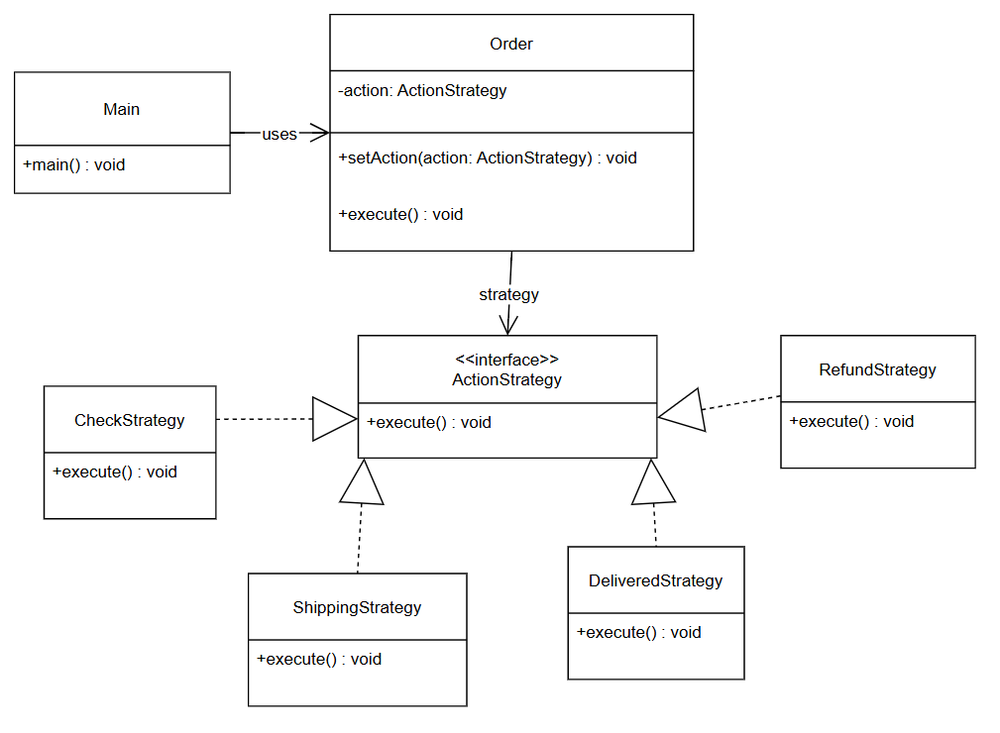 Order
-action: ActionStrategy
+setAction(action: ActionStrategy) : void
+execute() : void
Main
+main() : void
uses
strategy
<<interface>>
ActionStrategy
+execute() : void
CheckStrategy
+execute() : void
RefundStrategy
+execute() : void
ShippingStrategy
+execute() : void
DeliveredStrategy
+execute() : void